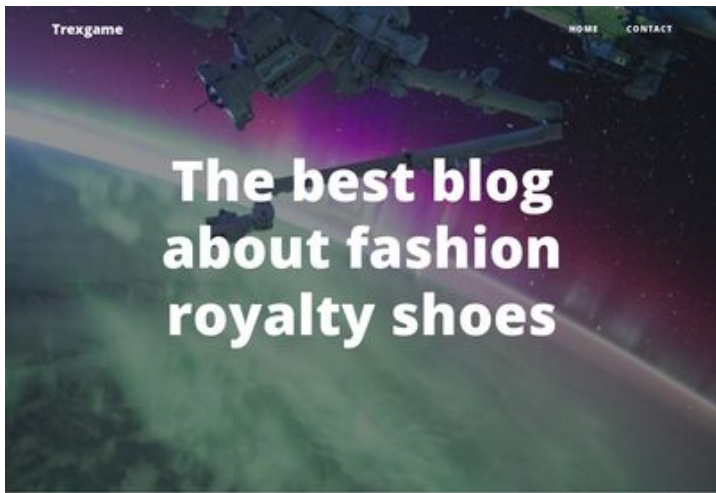 Trexgame
HOME CONTACT
The best blog
about fashion
royalty shoes